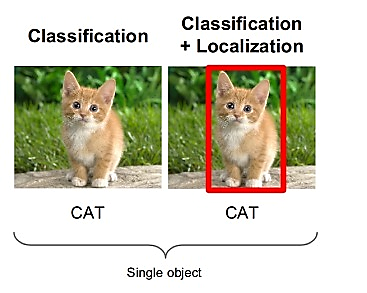 Classification
Classification
+ Localization
CAT
CAT
Single object